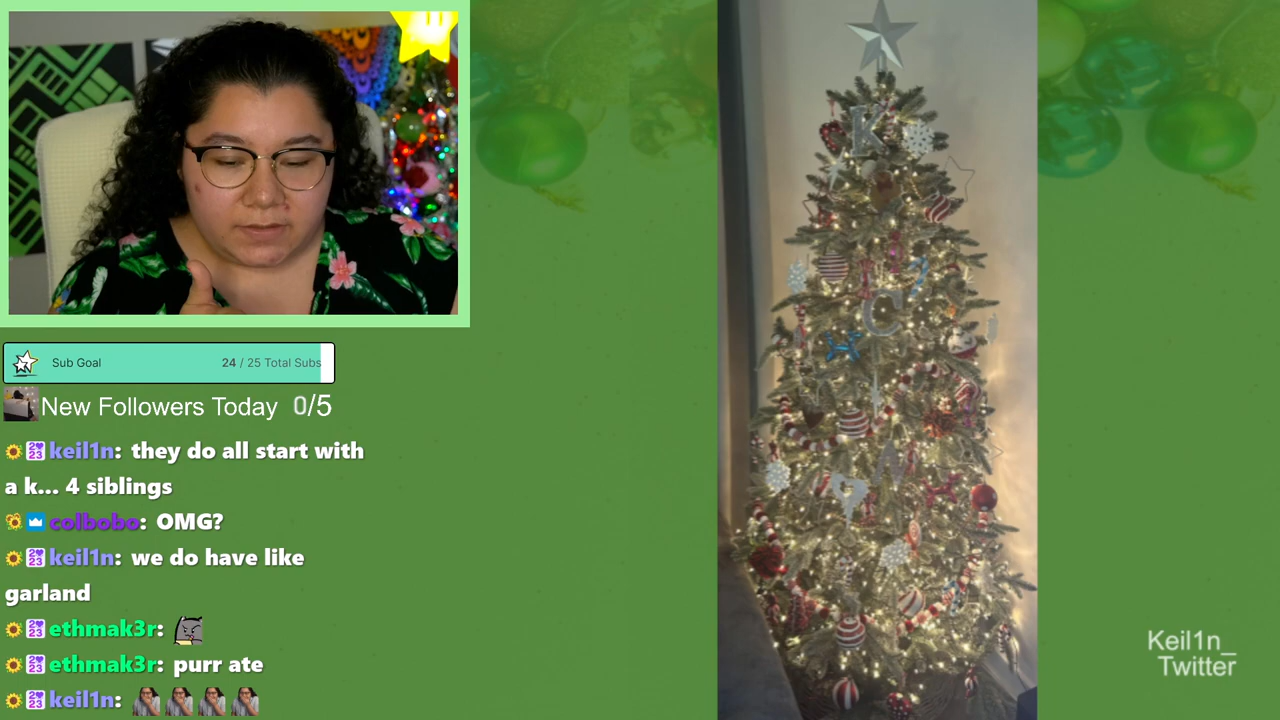 Sub Goal 24 / 25 Total Subs
New Followers Today 0/5
keil1n: they do all start with
a k... 4 siblings
colbobo: OMG?
keil1n: we do have like
garland
ethmak3r:
ethmak3r: purr ate
keil1n:
K
C
Keil1n_
Twitter